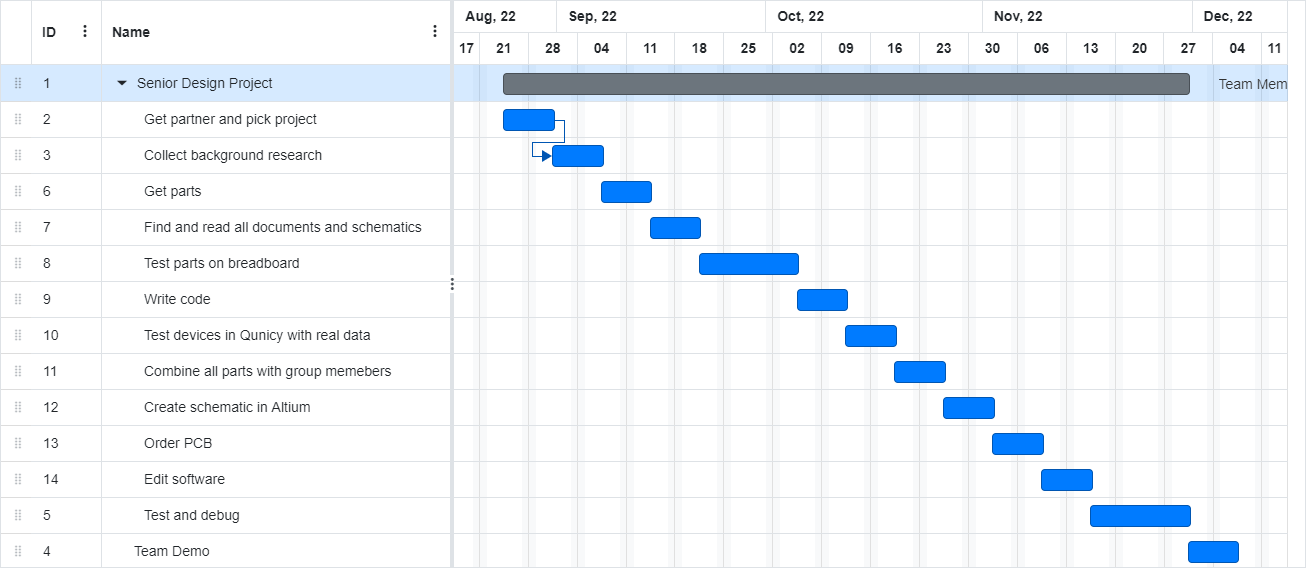 ID Name
Aug, 22 Sep, 22 Oct, 22 Nov, 22 Dec, 22
17 21 28 04 11 18 25 02 09 16 23 30 06 13 20 27 04 11
1 Senior Design Project Team Mem
2 Get partner and pick project
3 Collect background research
6 Get parts
7 Find and read all documents and schematics
8 Test parts on breadboard
9 Write code
10 Test devices in Qunicy with real data
11 Combine all parts with group memebers
12 Create schematic in Altium
13 Order PCB
14 Edit software
5 Test and debug
4 Team Demo